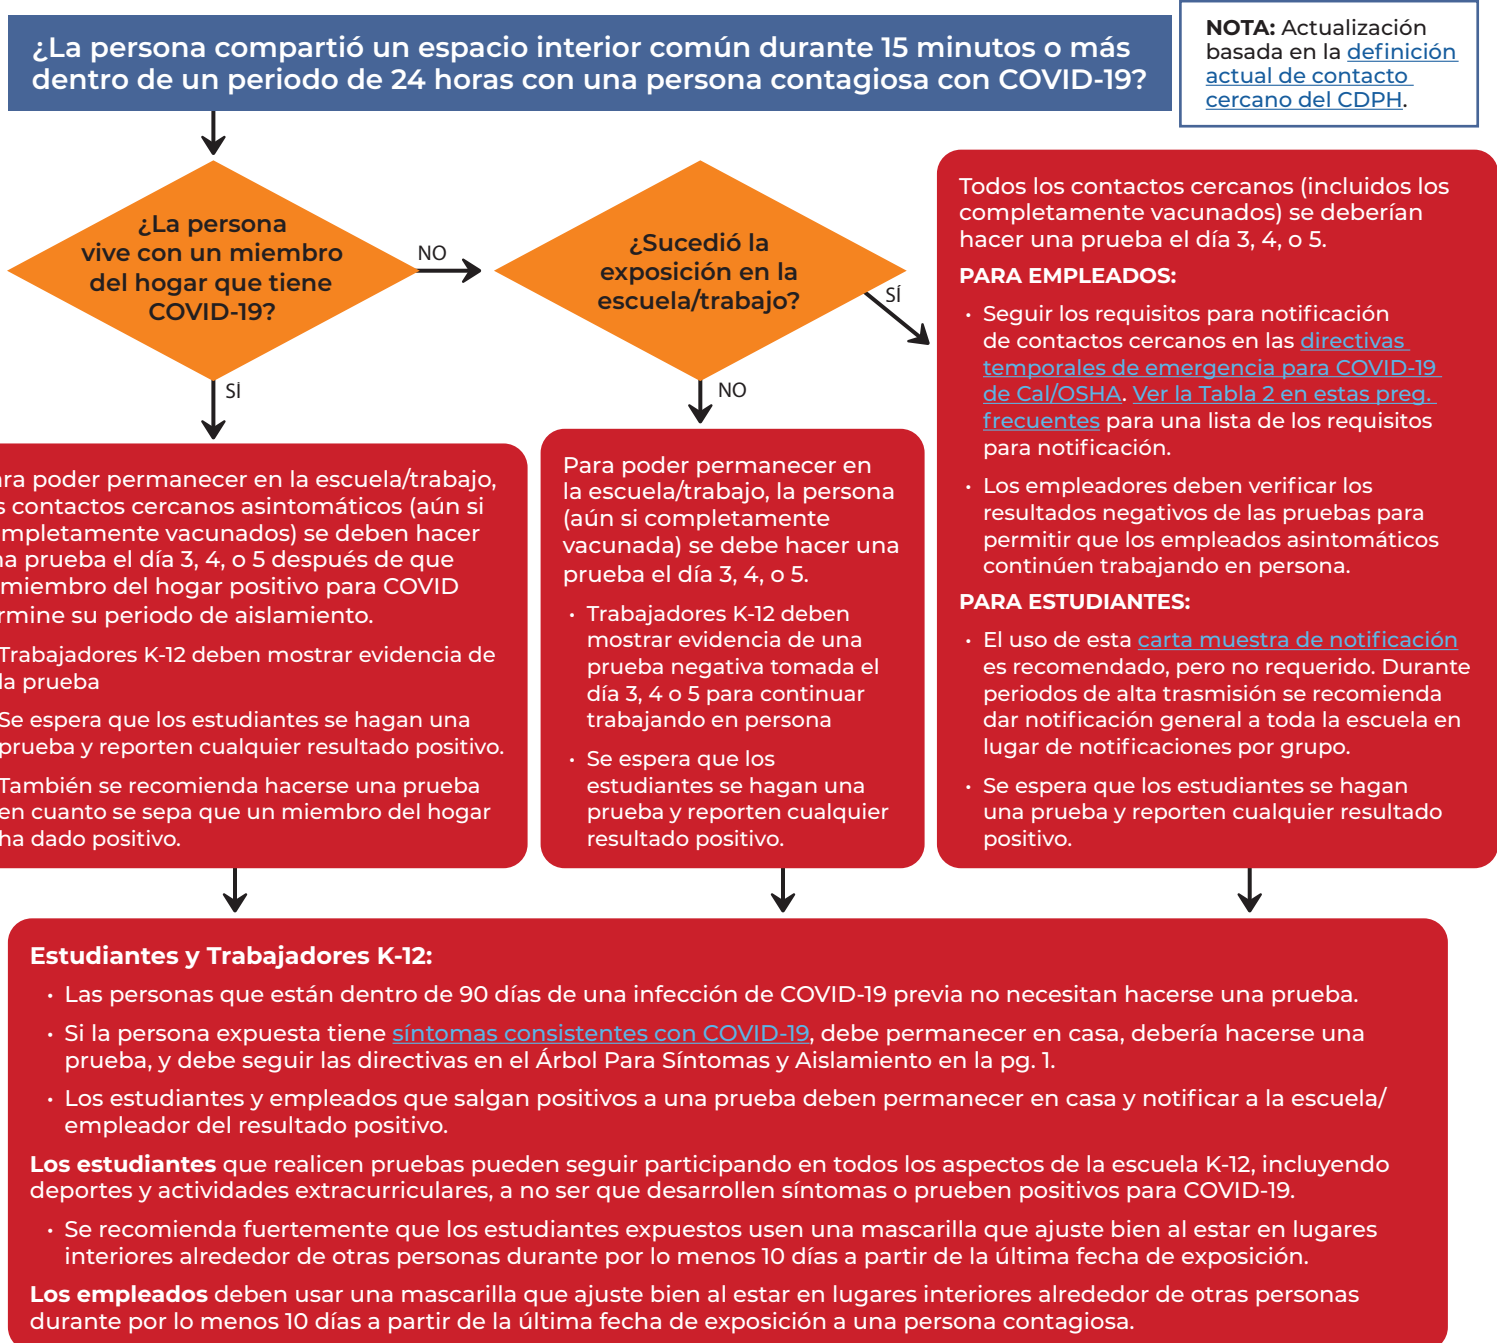 ¿La persona compartió un espacio interior común durante 15 minutos o más
dentro de un periodo de 24 horas con una persona contagiosa con COVID-19?
NOTA: Actualización
basada en la definición
actual de contacto
cercano del CDPH.
¿La persona
vive con un miembro
del hogar que tiene
COVID-19?
NO
¿Sucedió la
exposición en la
escuela/trabajo?
SÍ
SÍ
NO
ra poder permanecer en la escuela/trabajo,
s contactos cercanos asintomáticos (aún si
mpletamente vacunados) se deben hacer
na prueba el día 3, 4, o 5 después de que
miembro del hogar positivo para COVID
rmine su periodo de aislamiento.
Trabajadores K-12 deben mostrar evidencia de
la prueba
Se espera que los estudiantes se hagan una
prueba y reporten cualquier resultado positivo.
También se recomienda hacerse una prueba
en cuanto se sepa que un miembro del hogar
ha dado positivo.
Para poder permanecer en
la escuela/trabajo, la persona
(aún si completamente
vacunada) se debe hacer una
prueba el día 3, 4, o 5.
• Trabajadores K-12 deben
mostrar evidencia de una
prueba negativa tomada el
día 3, 4 o 5 para continuar
trabajando en persona
• Se espera que los
estudiantes se hagan una
prueba y reporten cualquier
resultado positivo.
Todos los contactos cercanos (incluidos los
completamente vacunados) se deberían
hacer una prueba el día 3, 4, o 5.
PARA EMPLEADOS:
• Seguir los requisitos para notificación
de contactos cercanos en las directivas
temporales de emergencia para COVID-19
de Cal/OSHA. Ver la Tabla 2 en estas preg.
frecuentes para una lista de los requisitos
para notificación.
• Los empleadores deben verificar los
resultados negativos de las pruebas para
permitir que los empleados asintomáticos
continúen trabajando en persona.
PARA ESTUDIANTES:
• El uso de esta carta muestra de notificación
es recomendado, pero no requerido. Durante
periodos de alta trasmisión se recomienda
dar notificación general a toda la escuela en
lugar de notificaciones por grupo.
• Se espera que los estudiantes se hagan
una prueba y reporten cualquier resultado
positivo.
Estudiantes y Trabajadores K-12:
• Las personas que están dentro de 90 días de una infección de COVID-19 previa no necesitan hacerse una prueba.
• Si la persona expuesta tiene síntomas consistentes con COVID-19, debe permanecer en casa, debería hacerse una
prueba, y debe seguir las directivas en el Árbol Para Síntomas y Aislamiento en la pg. 1.
• Los estudiantes y empleados que salgan positivos a una prueba deben permanecer en casa y notificar a la escuela/
empleador del resultado positivo.
Los estudiantes que realicen pruebas pueden seguir participando en todos los aspectos de la escuela K-12, incluyendo
deportes y actividades extracurriculares, a no ser que desarrollen síntomas o prueben positivos para COVID-19.
• Se recomienda fuertemente que los estudiantes expuestos usen una mascarilla que ajuste bien al estar en lugares
interiores alrededor de otras personas durante por lo menos 10 días a partir de la última fecha de exposición.
Los empleados deben usar una mascarilla que ajuste bien al estar en lugares interiores alrededor de otras personas
durante por lo menos 10 días a partir de la última fecha de exposición a una persona contagiosa.